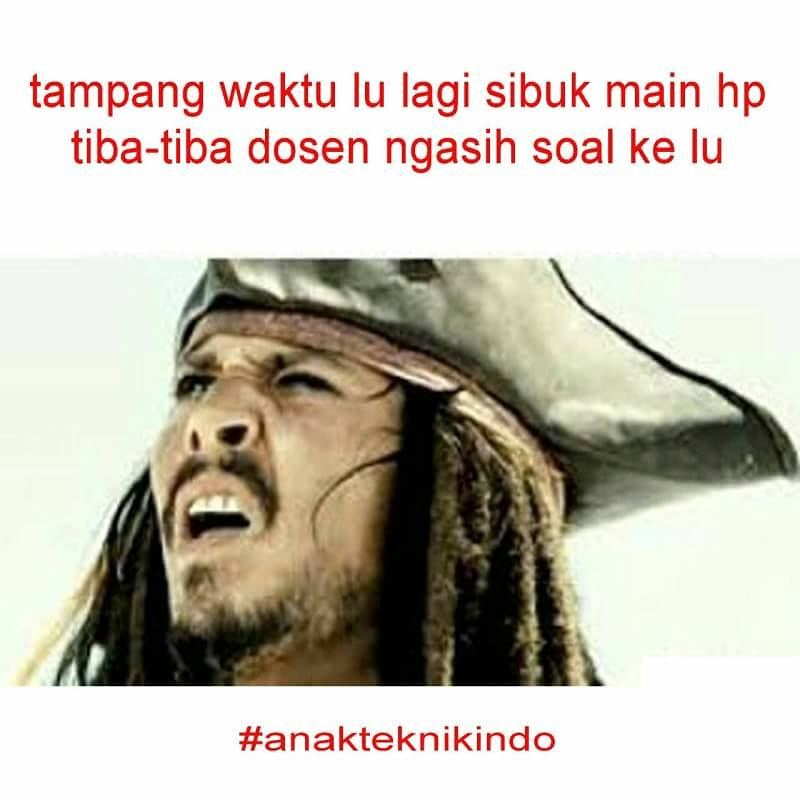 tampang waktu lu lagi sibuk main hp
tiba-tiba dosen ngasih soal ke lu
#anakteknikindo